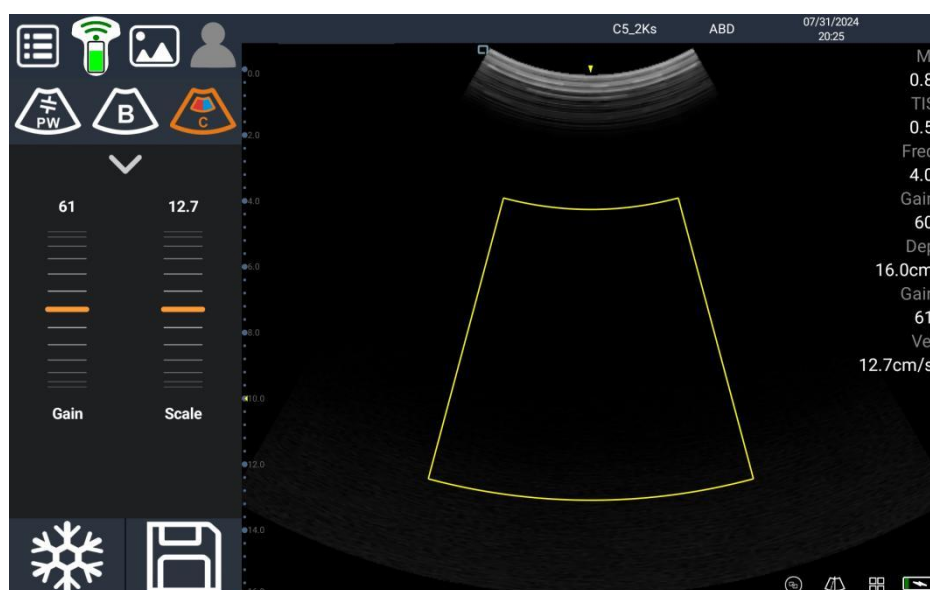 C5_2Ks ABD 07/31/2024
20:25
PW B C
61 12.7
Gain Scale
0.0
2.0
4.0
6.0
8.0
10.0
12.0
14.0
M
0.8
TIS
0.5
Freq
4.0
Gain
60
Dep
16.0cm
Gain
61
Ve
12.7cm/s